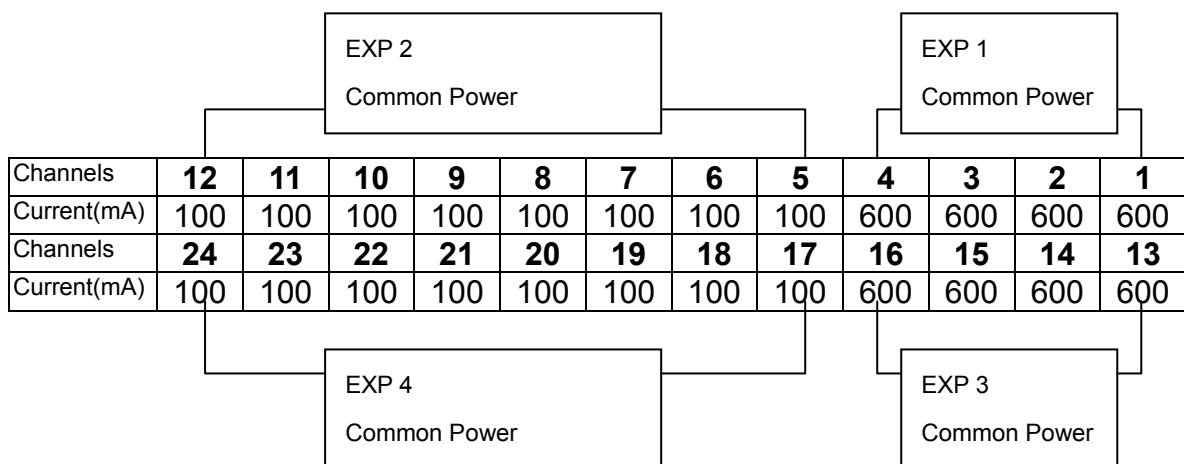 EXP 2
Common Power
EXP 1
Common Power
Channels 12 11 10 9 8 7 6 5 4 3 2 1
Current(mA) 100 100 100 100 100 100 100 100 600 600 600 600
Channels 24 23 22 21 20 19 18 17 16 15 14 13
Current(mA) 100 100 100 100 100 100 100 100 600 600 600 600
EXP 4
Common Power
EXP 3
Common Power